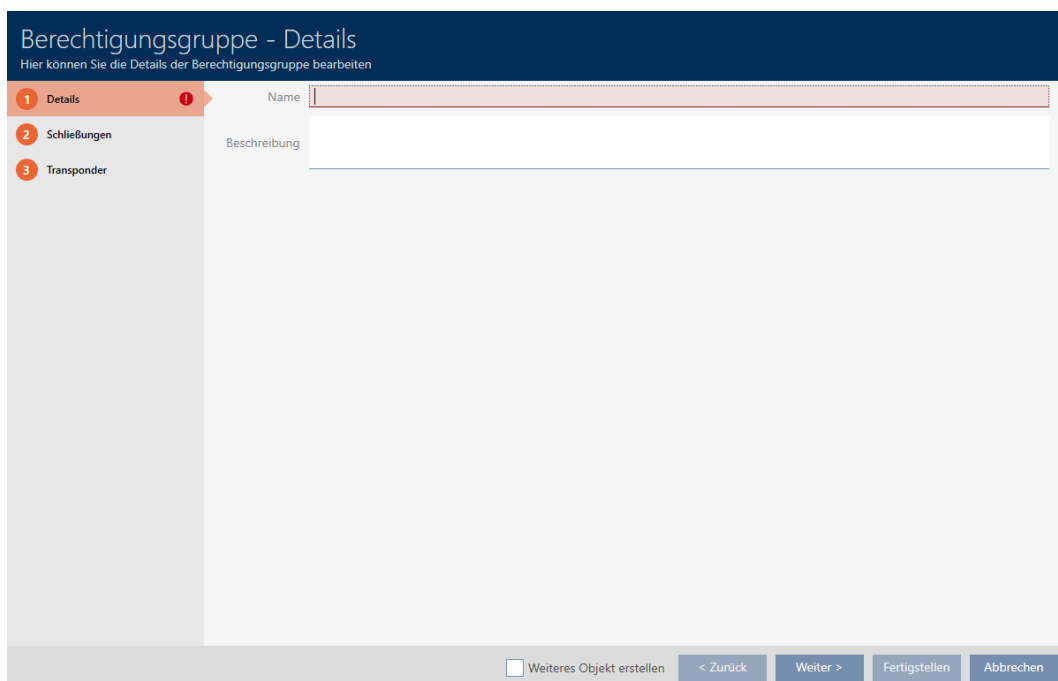 Berechtigungsgruppe - Details
Hier können Sie die Details der Berechtigungsgruppe bearbeiten
1 Details !
Name
2 Schließungen
Beschreibung
3 Transponder
Weiteres Objekt erstellen < Zurück Weiter > Fertigstellen Abbrechen